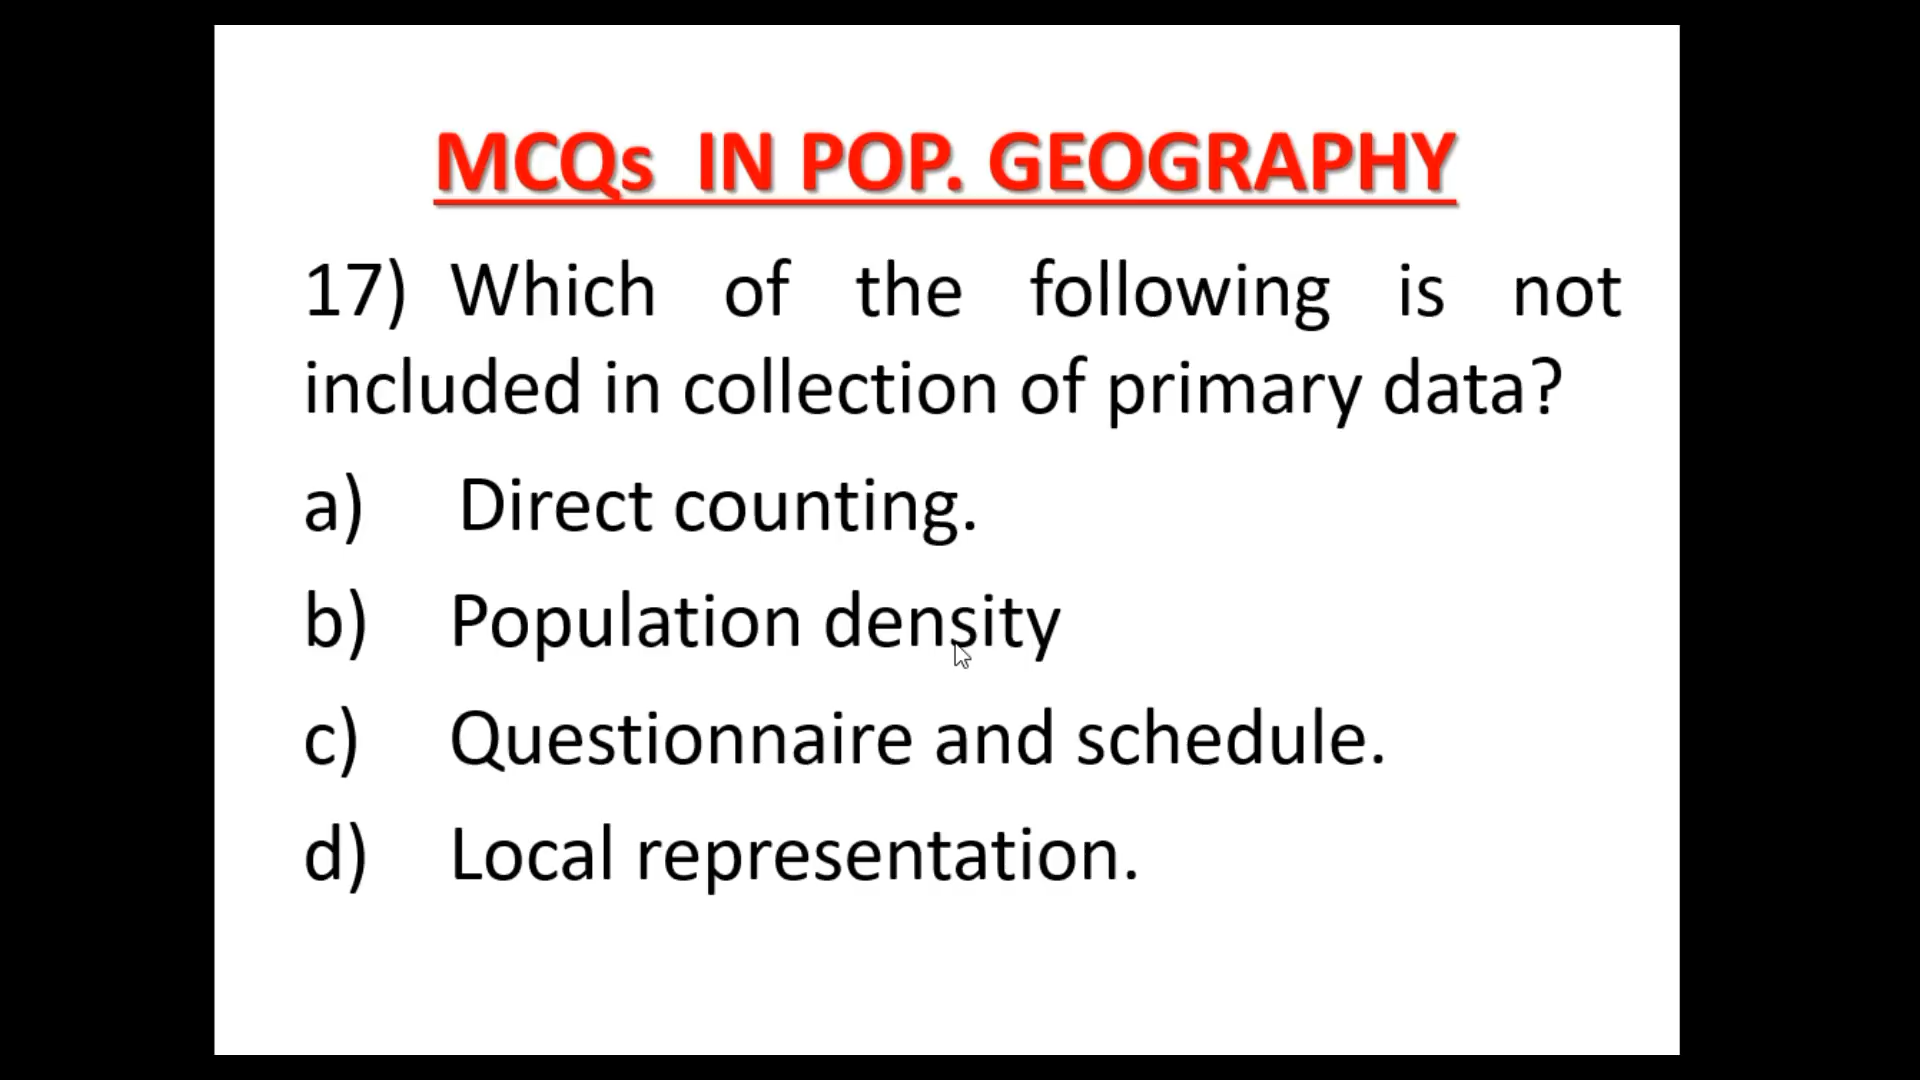 MCQs IN POP. GEOGRAPHY
17) Which of the following is not
included in collection of primary data?
a) Direct counting.
b) Population density
c) Questionnaire and schedule.
d) Local representation.